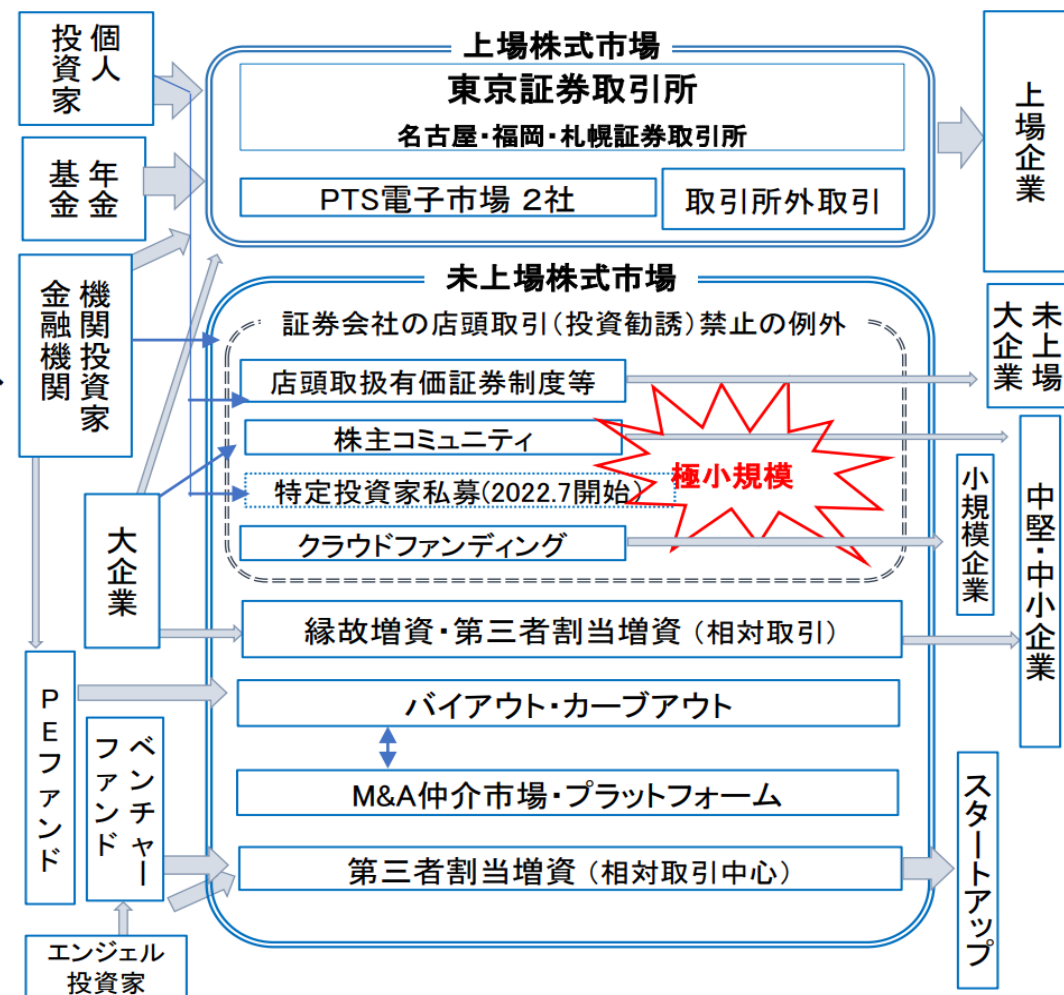 個人
投資家
年金
基金
機関投資家
金融機関
大企業
PEファンド
ベンチャー
ファンド
エンジェル
投資家
上場株式市場
東京証券取引所
名古屋・福岡・札幌証券取引所
PTS電子市場 2社
取引所外取引
未上場株式市場
証券会社の店頭取引(投資勧誘)禁止の例外
店頭取扱有価証券制度等
株主コミュニティ
特定投資家私募(2022.7開始)
クラウドファンディング
極小規模
縁故増資・第三者割当増資(相対取引)
バイアウト・カーブアウト
M&A仲介市場・プラットフォーム
第三者割当増資(相対取引中心)
上場企業
未上場
大企業
小規模企業
中堅・中小企業
スタートアップ